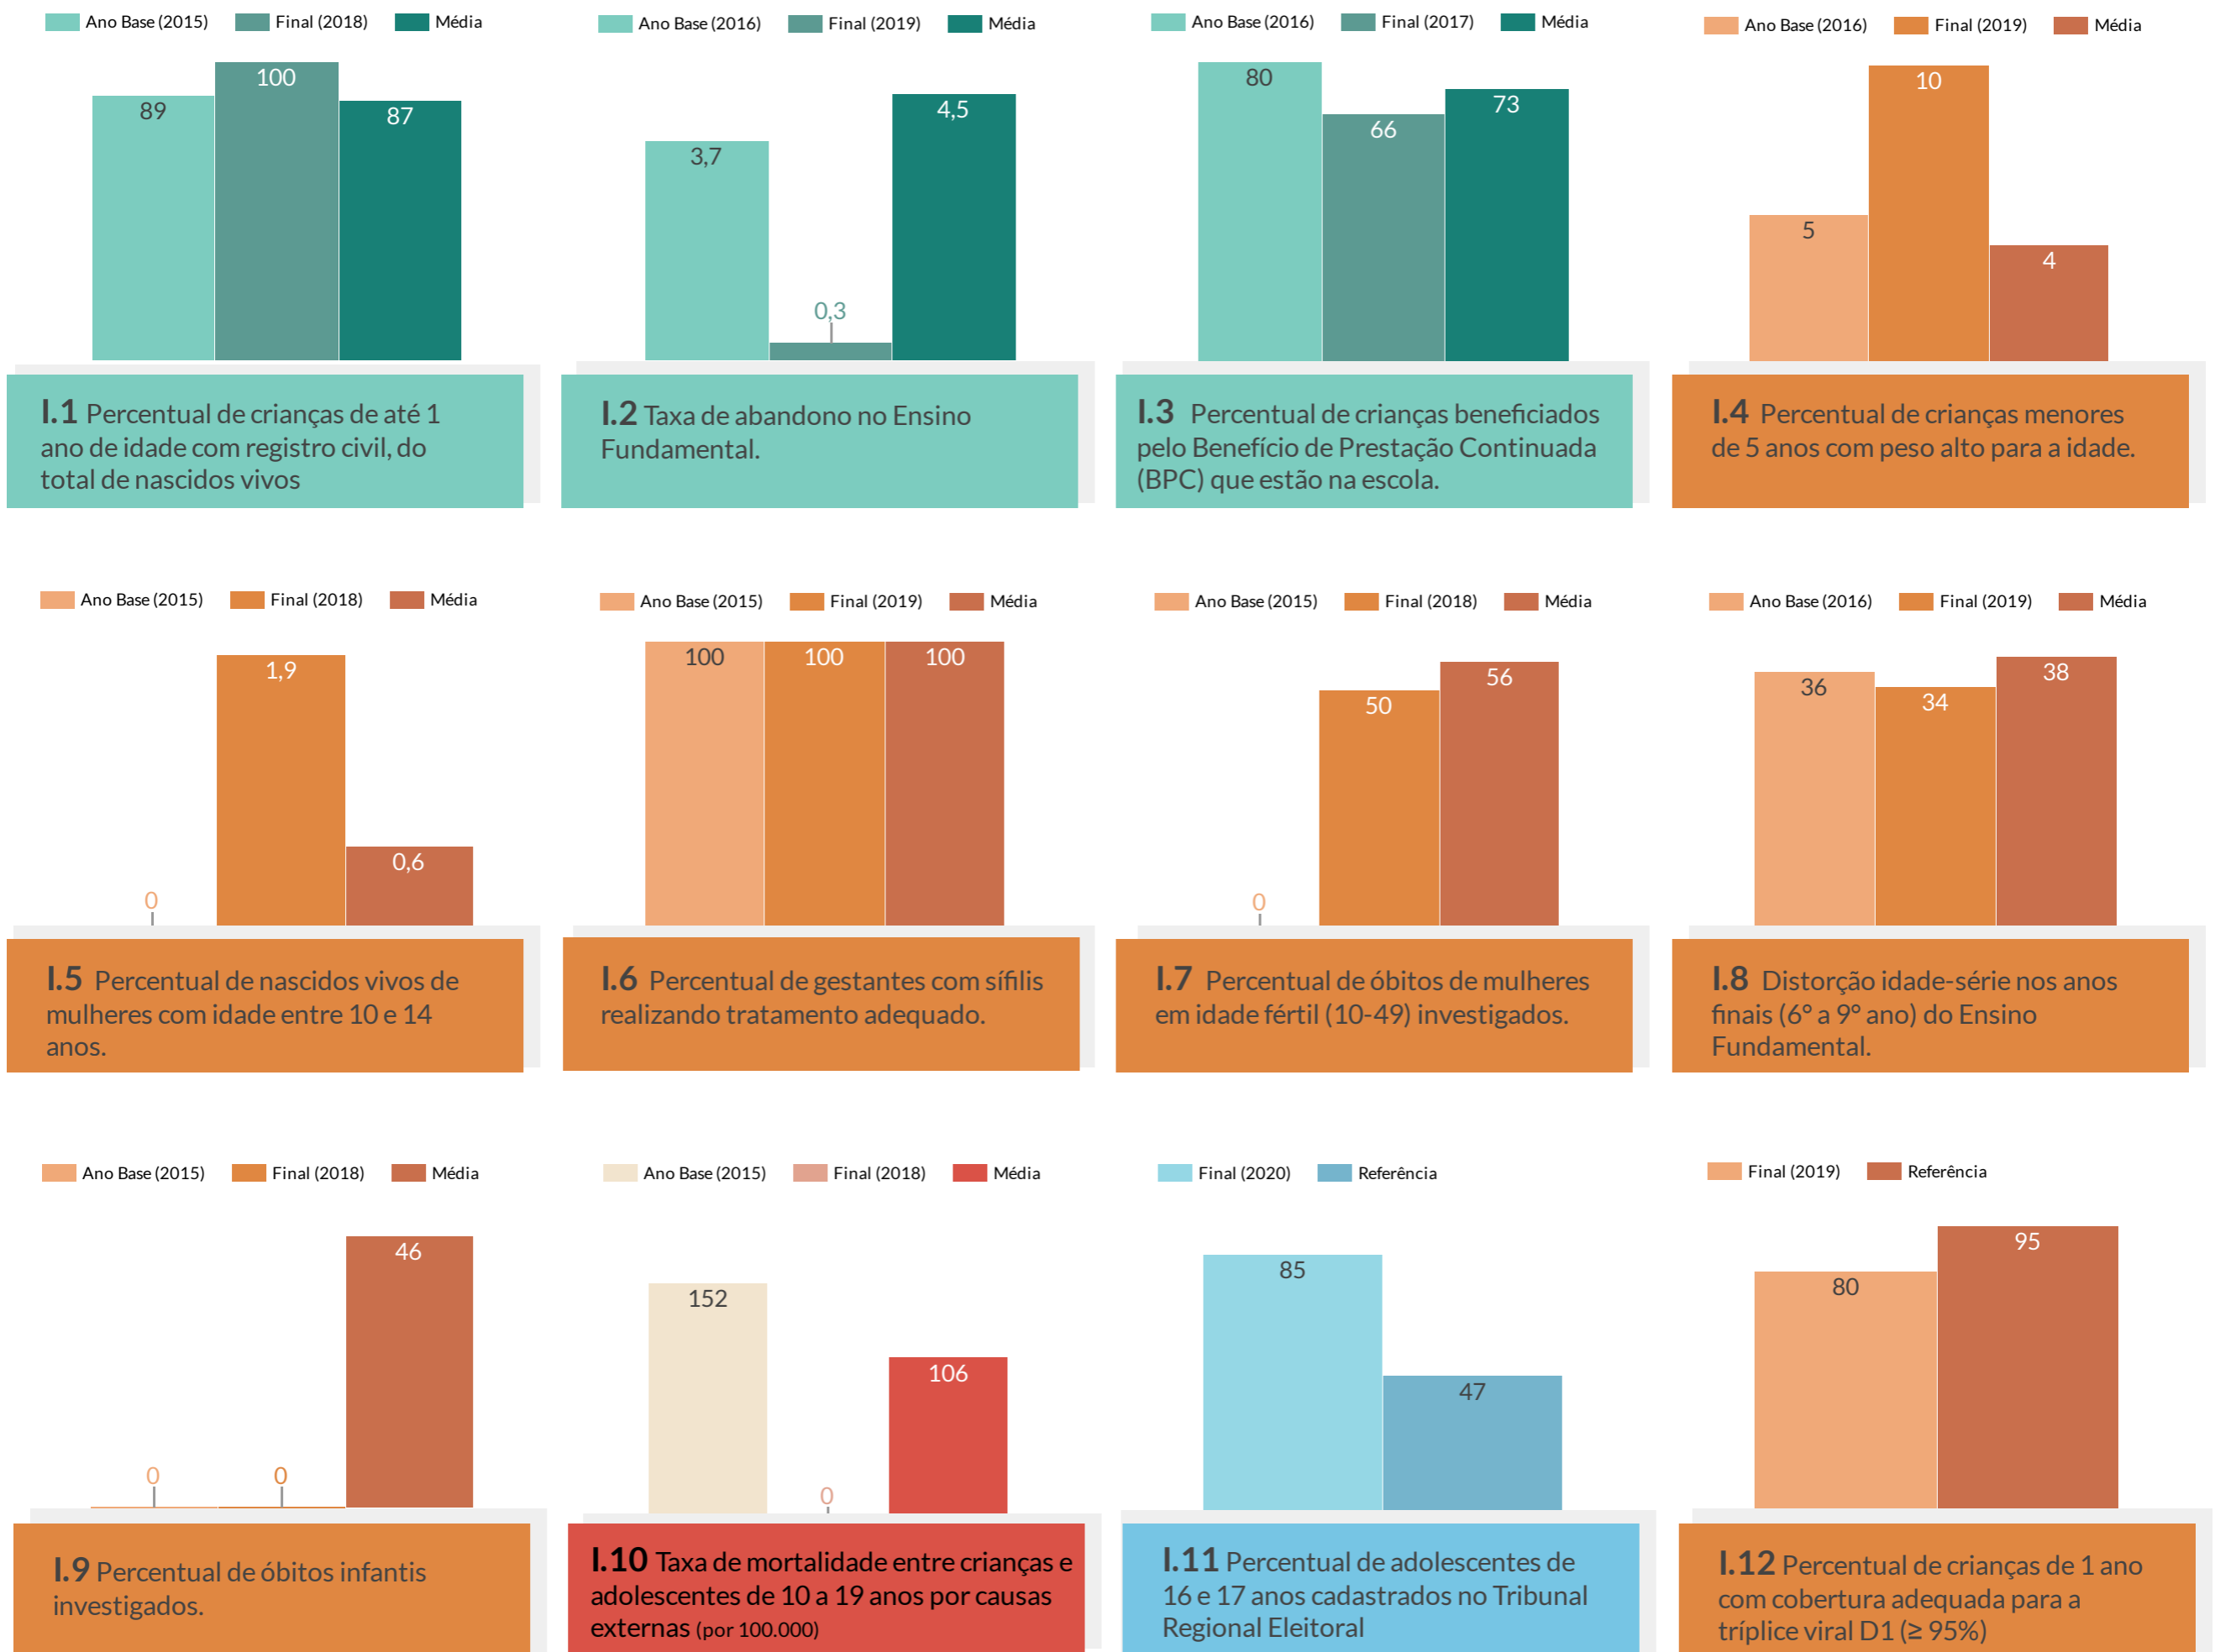 Ano Base (2015) Final (2018) Média
100
89
87
I.1 Percentual de crianças de até 1
ano de idade com registro civil, do
total de nascidos vivos
Ano Base (2016) Final (2019) Média
4,5
3,7
0,3
I.2 Taxa de abandono no Ensino
Fundamental.
Ano Base (2016) Final (2017) Média
80
73
66
I.3 Percentual de crianças beneficiados
pelo Benefício de Prestação Continuada
(BPC) que estão na escola.
Ano Base (2016) Final (2019) Média
10
5
4
I.4 Percentual de crianças menores
de 5 anos com peso alto para a idade.
Ano Base (2015) Final (2018) Média
1,9
0,6
0
I.5 Percentual de nascidos vivos de
mulheres com idade entre 10 e 14
anos.
Ano Base (2015) Final (2019) Média
100 100 100
I.6 Percentual de gestantes com sífilis
realizando tratamento adequado.
Ano Base (2015) Final (2018) Média
56
50
0
I.7 Percentual de óbitos de mulheres
em idade fértil (10-49) investigados.
Ano Base (2016) Final (2019) Média
38
36
34
I.8 Distorção idade-série nos anos
finais (6º a 9º ano) do Ensino
Fundamental.
Ano Base (2015) Final (2018) Média
46
0 0
I.9 Percentual de óbitos infantis
investigados.
Ano Base (2015) Final (2018) Média
152
106
0
I.10 Taxa de mortalidade entre crianças e
adolescentes de 10 a 19 anos por causas
externas (por 100.000)
Final (2020) Referência
85
47
I.11 Percentual de adolescentes de
16 e 17 anos cadastrados no Tribunal
Regional Eleitoral
Final (2019) Referência
95
80
I.12 Percentual de crianças de 1 ano
com cobertura adequada para a
tríplice viral D1 (≥ 95%)